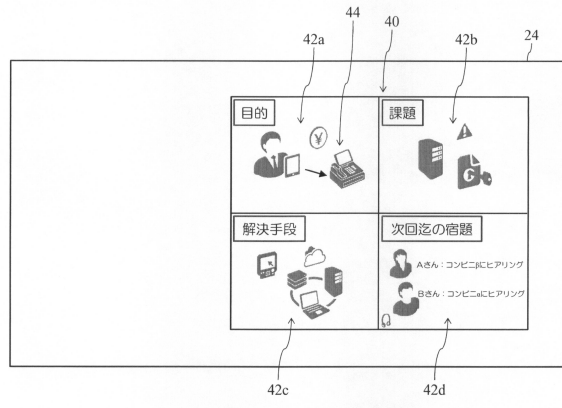 44
40
42a
42b
24
目的
¥
課題
解決手段
次回迄の宿題
Aさん：コンビニβにヒアリング
Bさん：コンビニαにヒアリング
42c
42d